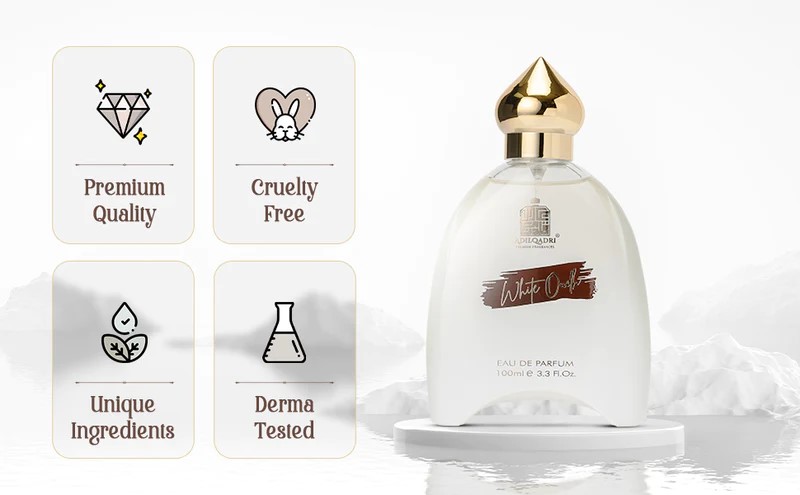 Premium
Quality
Cruelty
Free
Unique
Ingredients
Derma
Tested
ADILQADRI
White Oudh
EAU DE PARFUM
100ml e 3.3 Fl.Oz.